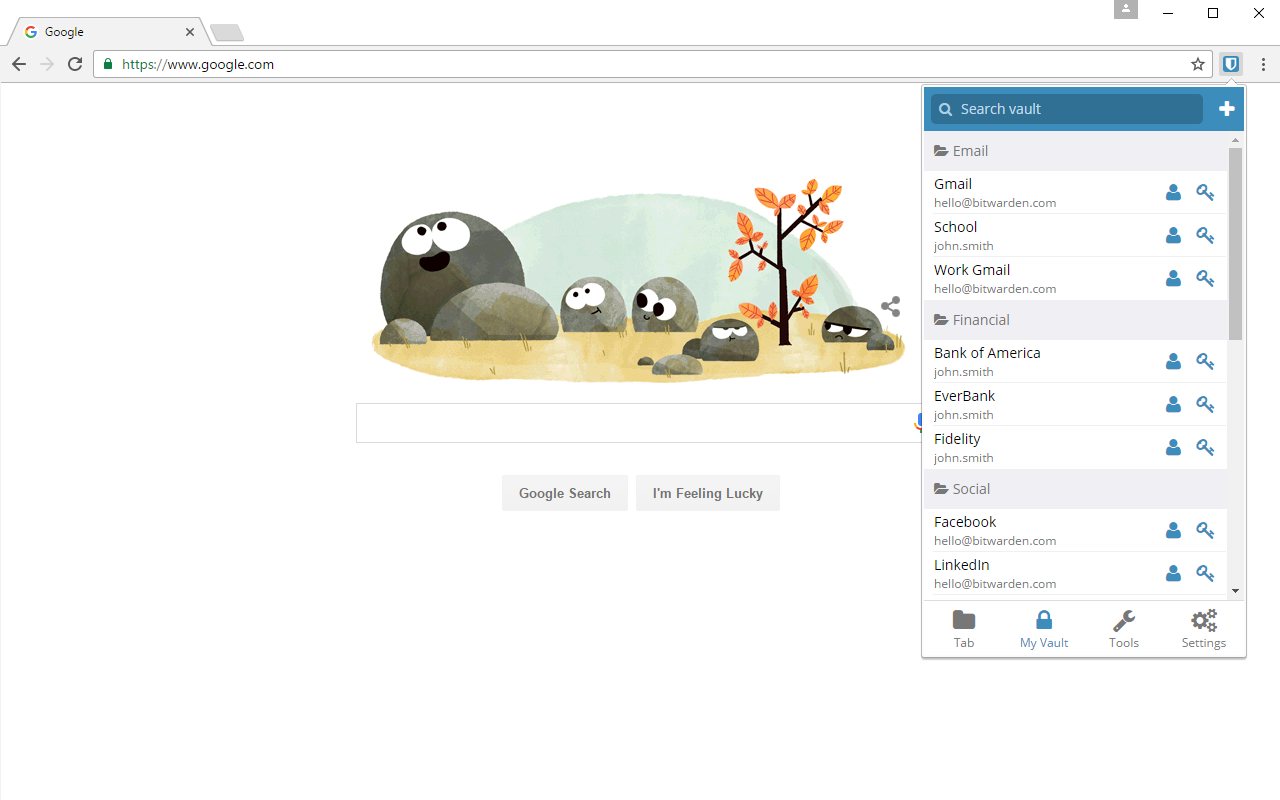 Google
https://www.google.com
Search vault
Email
Gmail
hello@bitwarden.com
School
john.smith
Work Gmail
hello@bitwarden.com
Financial
Bank of America
john.smith
EverBank
john.smith
Fidelity
john.smith
Social
Facebook
hello@bitwarden.com
LinkedIn
hello@bitwarden.com
Tab
My Vault
Tools
Settings
Google Search
I'm Feeling Lucky